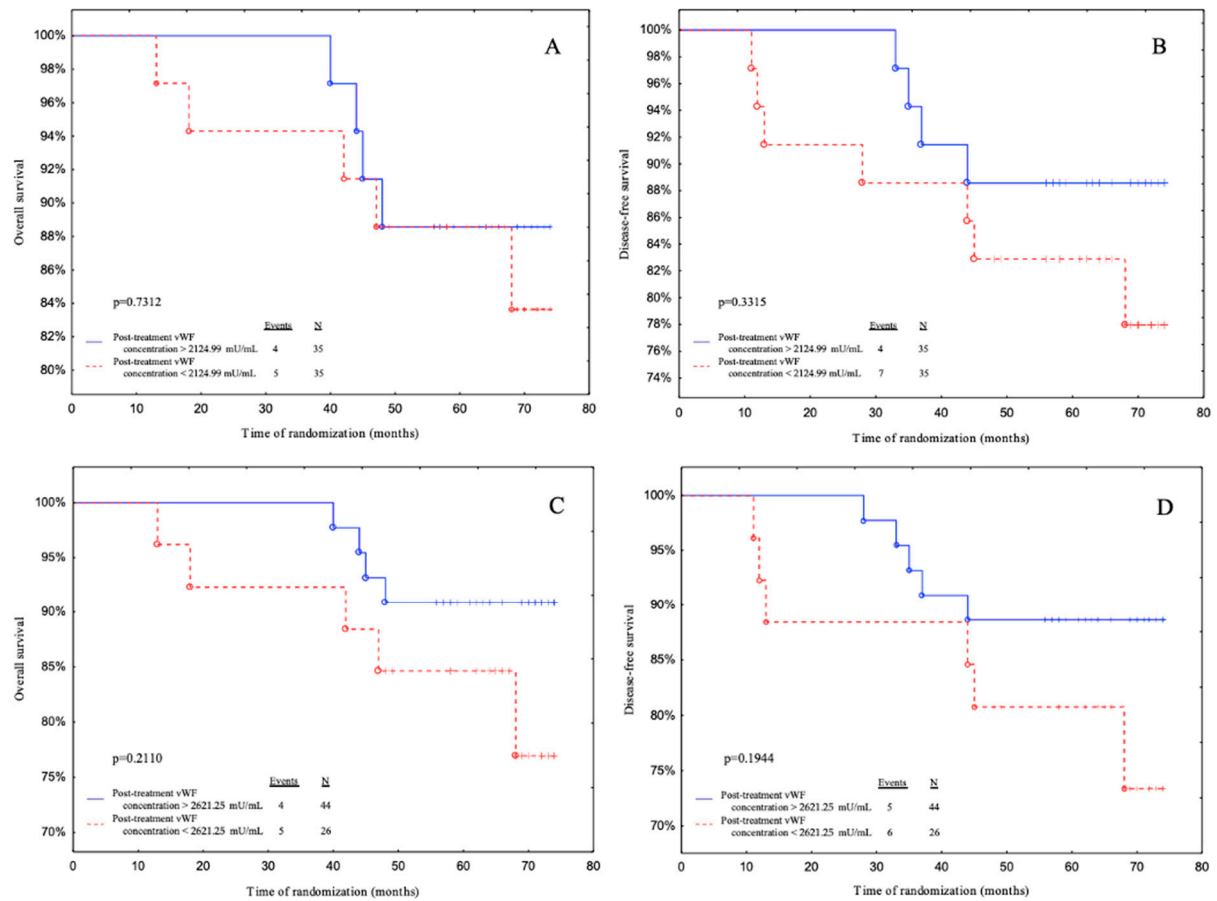 A
100%
98%
96%
94%
92%
90%
88%
86%
84%
82%
80%
Overall survival
p=0.7312
Events N
Post-treatment vWF
concentration > 2124.99 mU/mL 4 35
Post-treatment vWF
concentration < 2124.99 mU/mL 5 35
0 10 20 30 40 50 60 70 80
Time of randomization (months)
B
100%
98%
96%
94%
92%
90%
88%
86%
84%
82%
80%
78%
76%
74%
Disease-free survival
p=0.3315
Events N
Post-treatment vWF
concentration > 2124.99 mU/mL 4 35
Post-treatment vWF
concentration < 2124.99 mU/mL 7 35
0 10 20 30 40 50 60 70 80
Time of randomization (months)
C
100%
95%
90%
85%
80%
75%
70%
Overall survival
p=0.2110
Events N
Post-treatment vWF
concentration > 2621.25 mU/mL 4 44
Post-treatment vWF
concentration < 2621.25 mU/mL 5 26
0 10 20 30 40 50 60 70 80
Time of randomization (months)
D
100%
95%
90%
85%
80%
75%
70%
Disease-free survival
p=0.1944
Events N
Post-treatment vWF
concentration > 2621.25 mU/mL 5 44
Post-treatment vWF
concentration < 2621.25 mU/mL 6 26
0 10 20 30 40 50 60 70 80
Time of randomization (months)